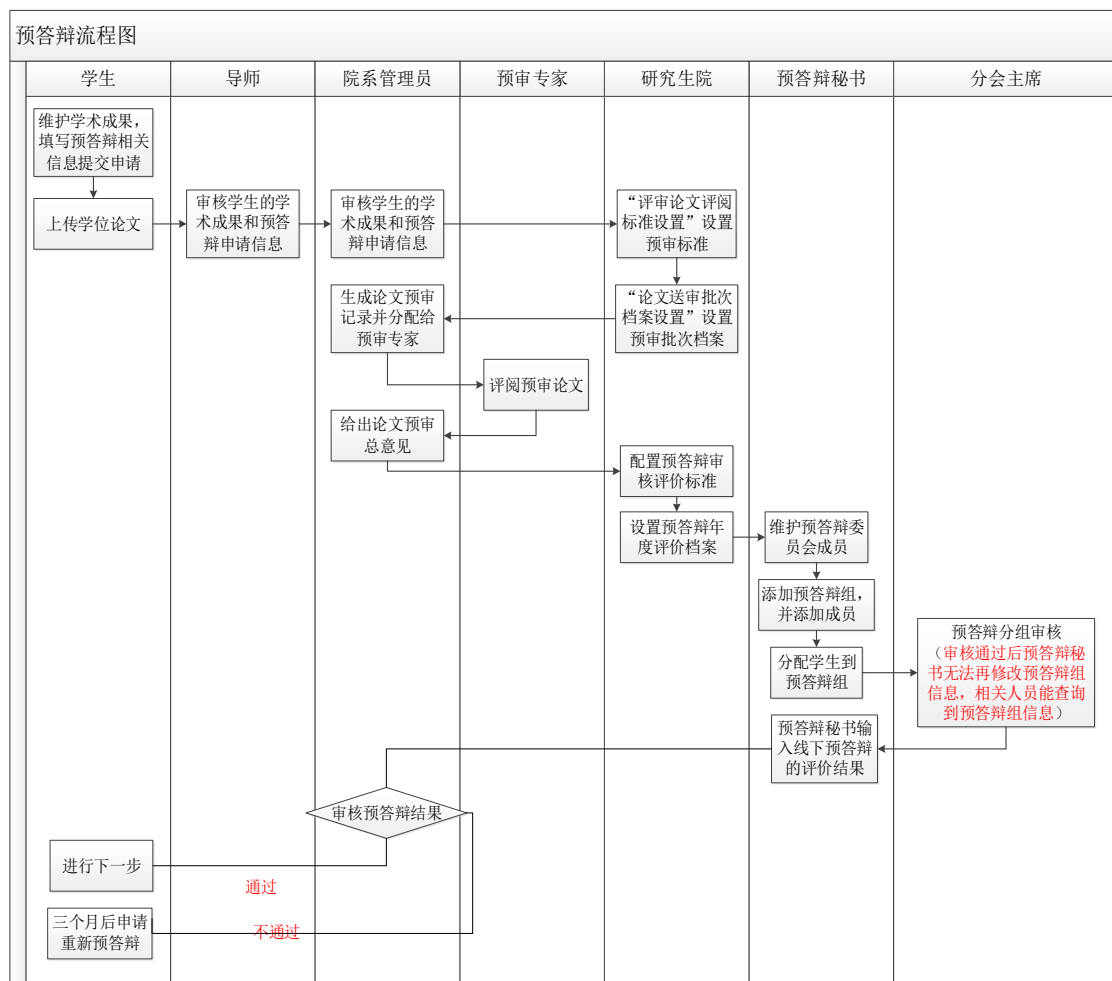 预答辩流程图
学生
导师
院系管理员
预审专家
研究生院
预答辩秘书
分会主席
维护学术成果，
填写预答辩相关
信息提交申请
上传学位论文
审核学生的学
术成果和预答
辩申请信息
审核学生的学
术成果和预答
辩申请信息
“评审论文评阅
标准设置”设置
预审标准
生成论文预审
记录并分配给
预审专家
“论文送审批次
档案设置”设置
预审批次档案
评阅预审论文
给出论文预审
总意见
配置预答辩审
核评价标准
设置预答辩年
度评价档案
维护预答辩委
员会成员
添加预答辩组，
并添加成员
分配学生到
预答辩组
预答辩分组审核
（审核通过后预答辩秘
书无法再修改预答辩组
信息，相关人员能查询
到预答辩组信息）
预答辩秘书输
入线下预答辩
的评价结果
审核预答辩结果
进行下一步
通过
三个月后申请
重新预答辩
不通过